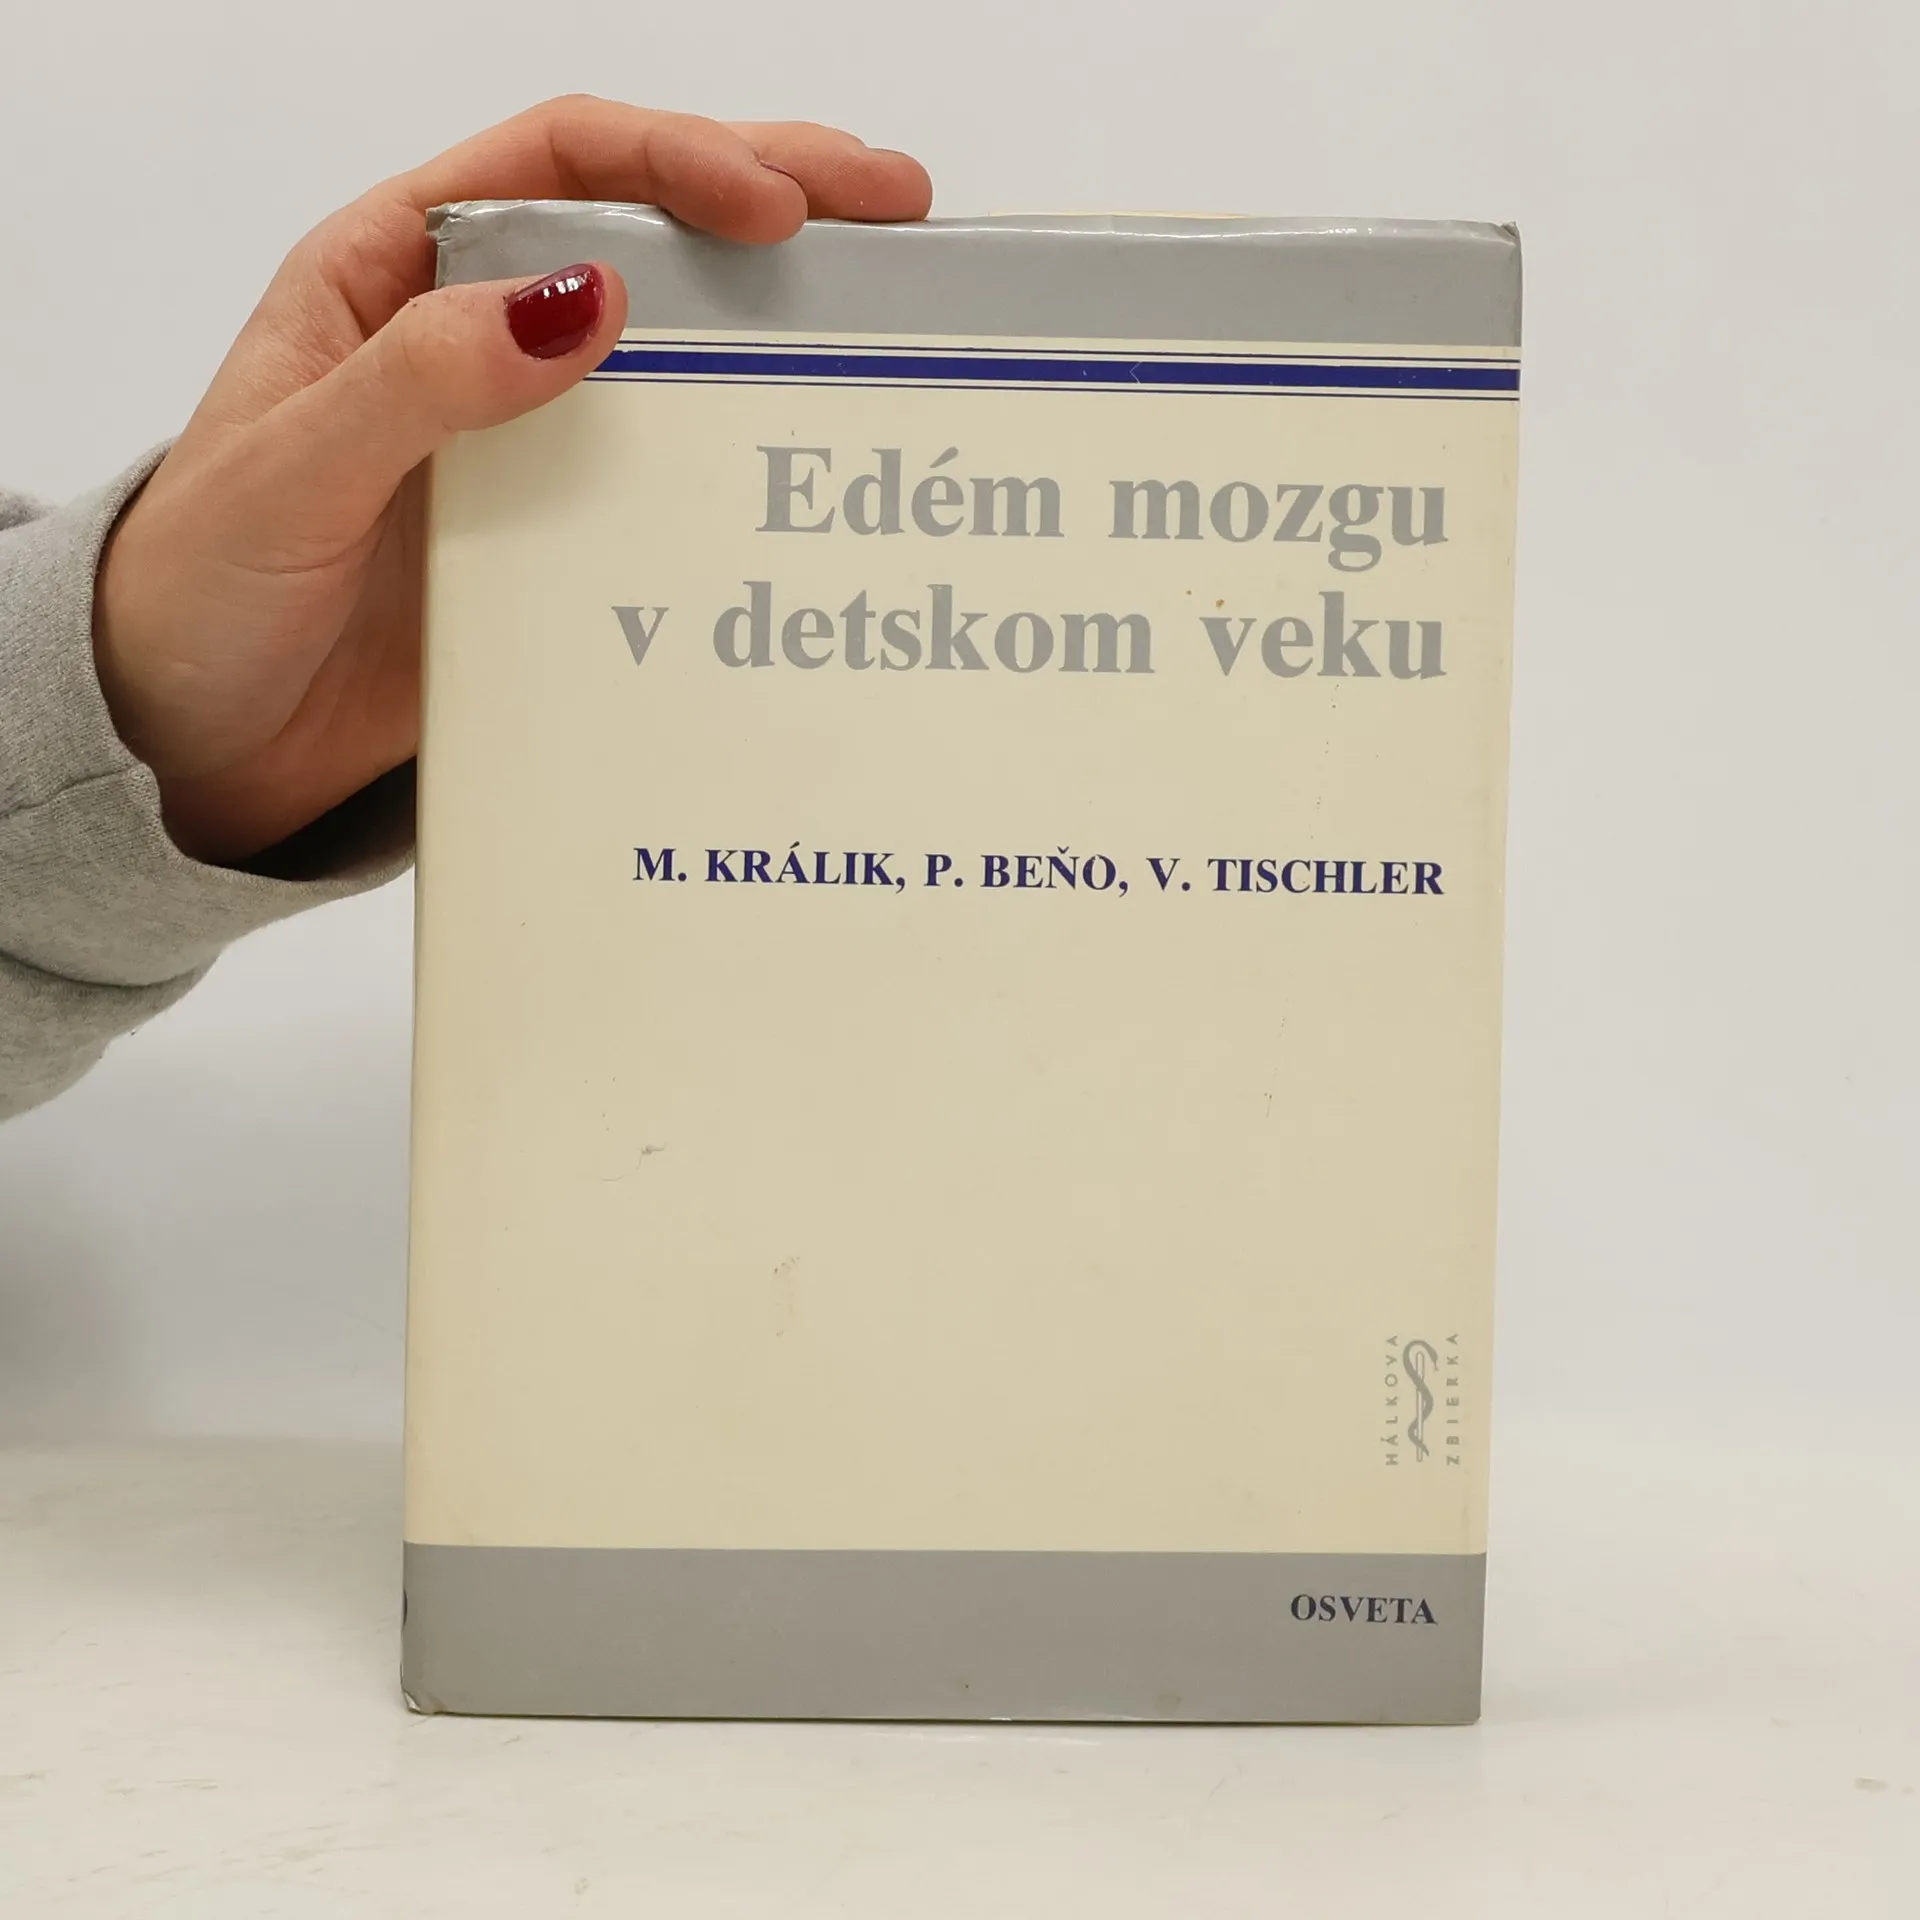 Edém mozgu
v detskom veku
M. KRÁLIK, P. BEŇO, V. TISCHLER
HÁLKOVA
ZBIERKA
OSVETA